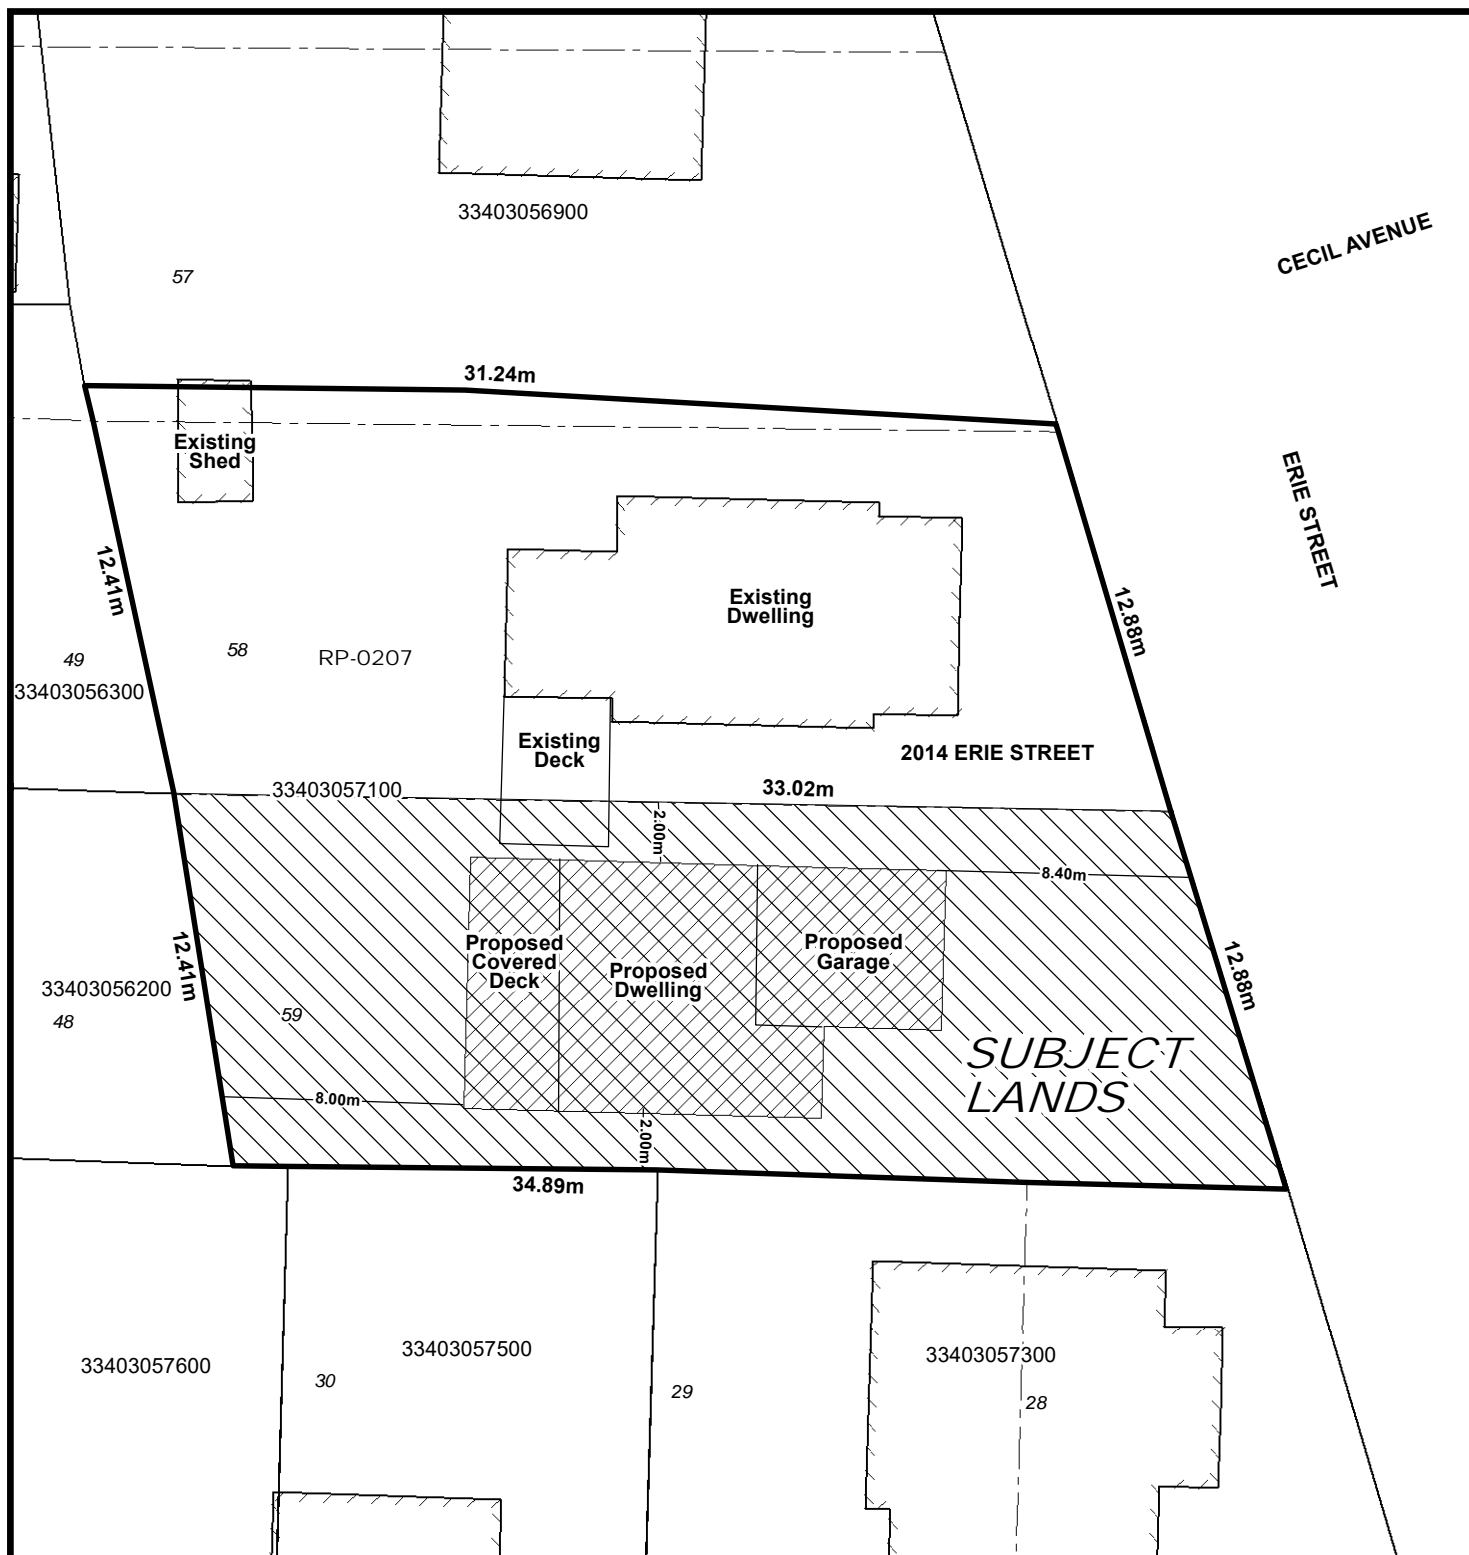 33403056900
57
CECIL AVENUE
31.24m
Existing
Shed
ERIE STREET
12.41m
Existing
Dwelling
12.88m
58
RP-0207
49
33403056300
Existing
Deck
2014 ERIE STREET
33403057100
33.02m
2.00m
8.40m
Proposed
Covered
Deck
Proposed
Dwelling
Proposed
Garage
12.41m
12.88m
33403056200
48
59
SUBJECT
LANDS
8.00m
2.00m
34.89m
33403057600
30
33403057500
29
33403057300
28